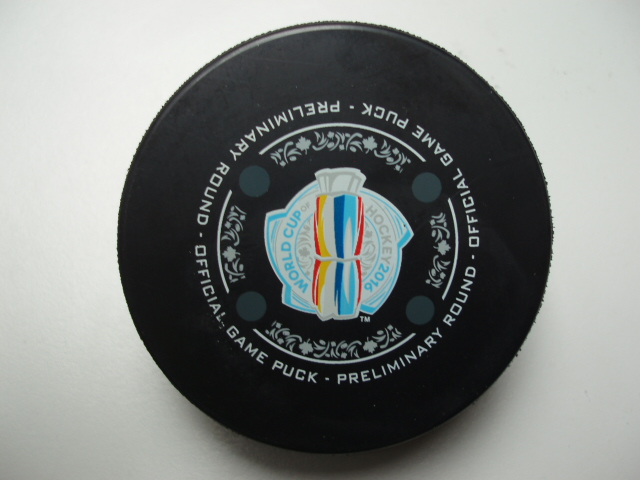 OFFICIAL GAME PUCK - PRELIMINARY ROUND - OFFICIAL GAME PUCK - PRELIMINARY ROUND -
WORLD CUP OF HOCKEY 2016
TM